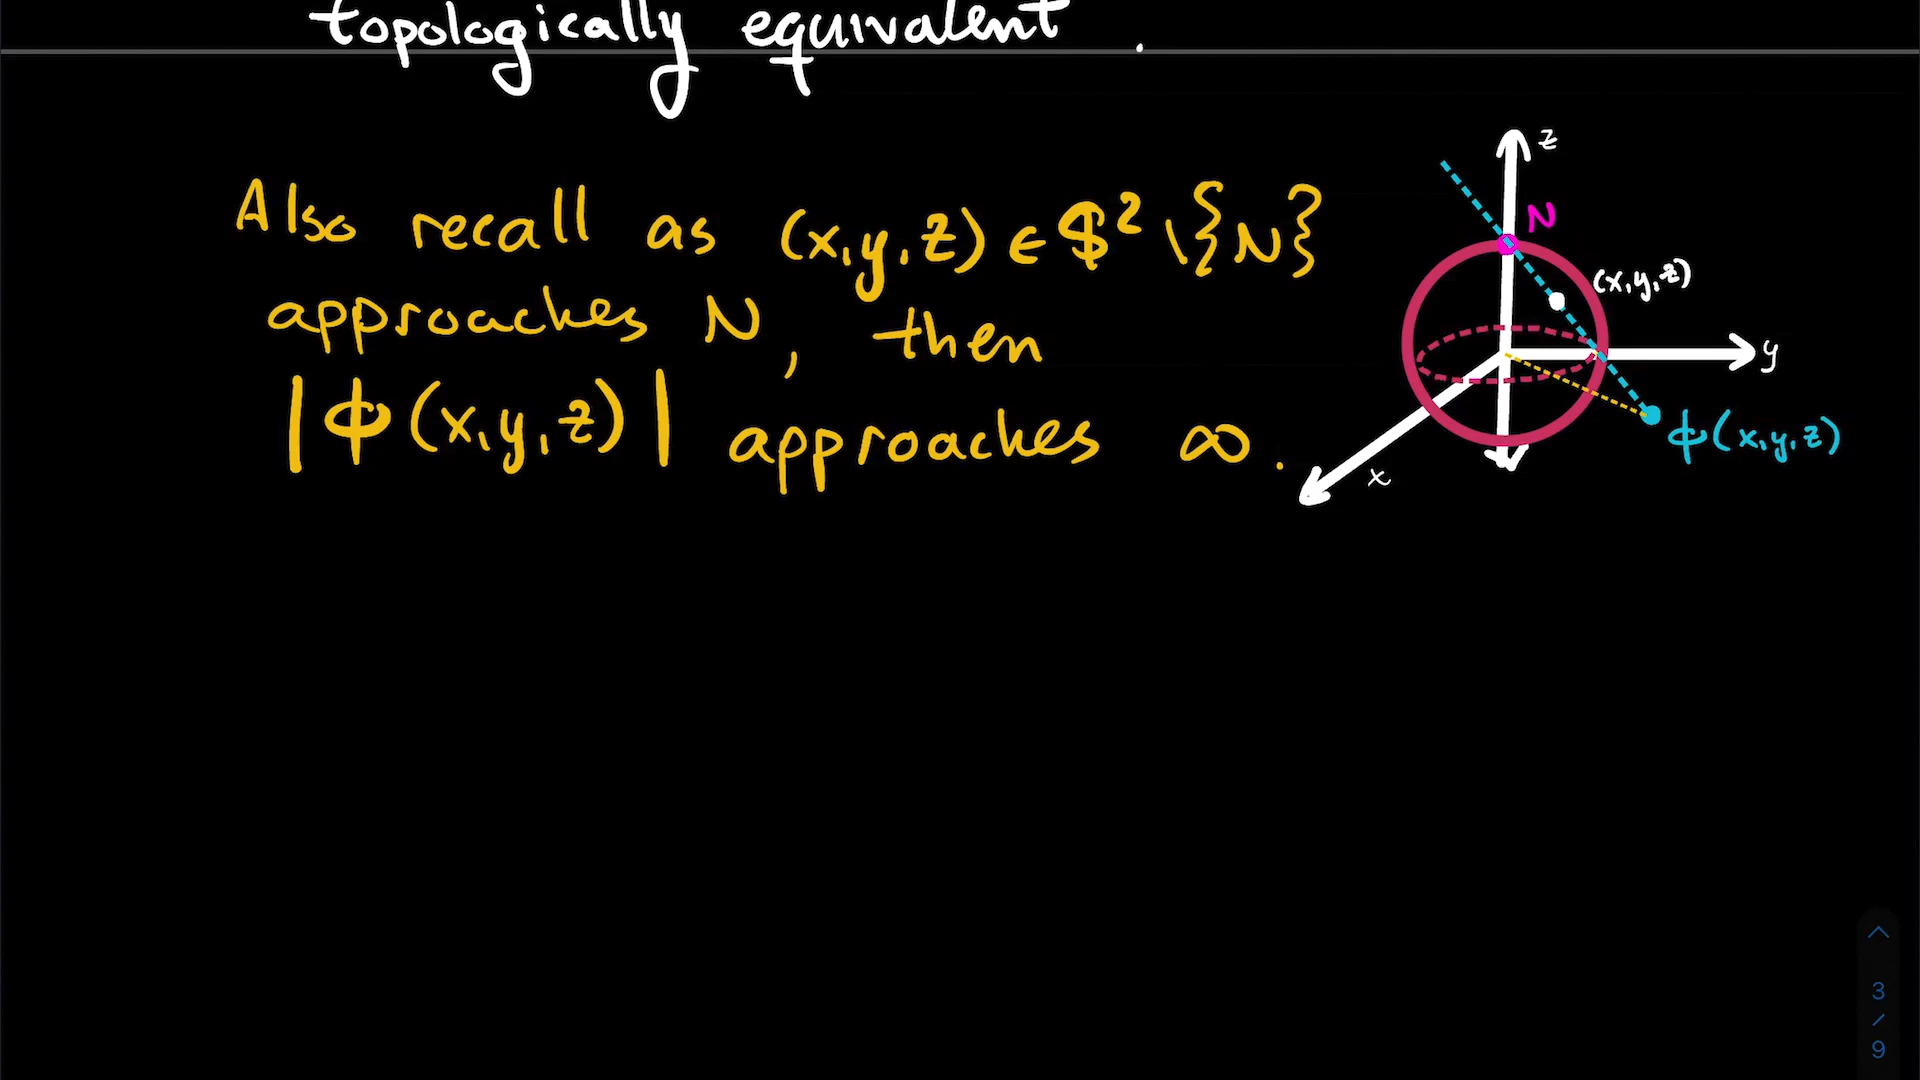 topologically equivalent.
Also recall as (x,y,z) ∈ 𝕊² \ {N}
approaches N, then
|Φ(x,y,z)| approaches ∞.
z
N
(x,y,z)
y
Φ(x,y,z)
x
3
/
9